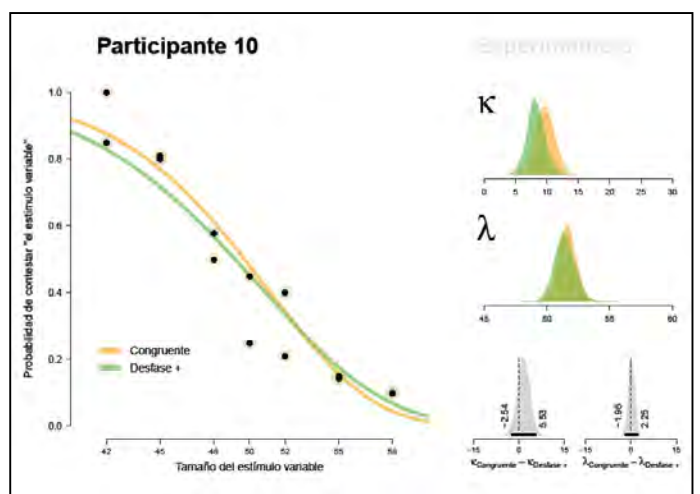 Participante 10
Experimento
Probabilidad de contestar "el estímulo variable"
1.0
0.8
0.6
0.4
0.2
0.0
Congruente
Desfase +
42 45 48 50 52 55 58
Tamaño del estímulo variable
κ
0 5 10 15 20 25 30
λ
45 50 55 60
−2.54 5.53
−1.96 2.25
−15 0 15
−15 0 15
κCongruente − κDesfase +
λCongruente − λDesfase +